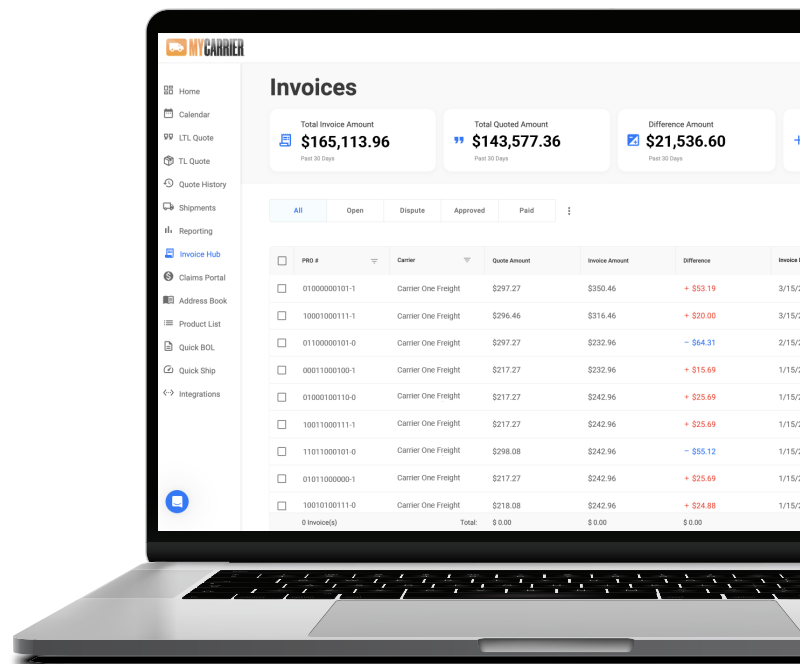 MYCARRIER
Home
Calendar
LTL Quote
TL Quote
Quote History
Shipments
Reporting
Invoice Hub
Claims Portal
Address Book
Product List
Quick BOL
Quick Ship
Integrations
Invoices
Total Invoice Amount
$165,113.96
Past 30 Days
Total Quoted Amount
$143,577.36
Past 30 Days
Difference Amount
$21,536.60
Past 30 Days
All Open Dispute Approved Paid
PRO # Carrier Quote Amount Invoice Amount Difference Invoice
01000000101-1 Carrier One Freight $297.27 $350.46 + $53.19 3/15/
10001000111-1 Carrier One Freight $296.46 $316.46 + $20.00 3/15/
01100000101-0 Carrier One Freight $297.27 $232.96 − $64.31 2/15/
00011000100-1 Carrier One Freight $217.27 $232.96 + $15.69 1/15/
01000100110-0 Carrier One Freight $217.27 $242.96 + $25.69 1/15/
10011000111-1 Carrier One Freight $217.27 $242.96 + $25.69 1/15/
11011000101-0 Carrier One Freight $298.08 $242.96 − $55.12 1/15/
01011000000-1 Carrier One Freight $217.27 $242.96 + $25.69 1/15/
10010100111-0 Carrier One Freight $218.08 $242.96 + $24.88 1/15/
0 Invoice(s) Total: $ 0.00 $ 0.00 $ 0.00